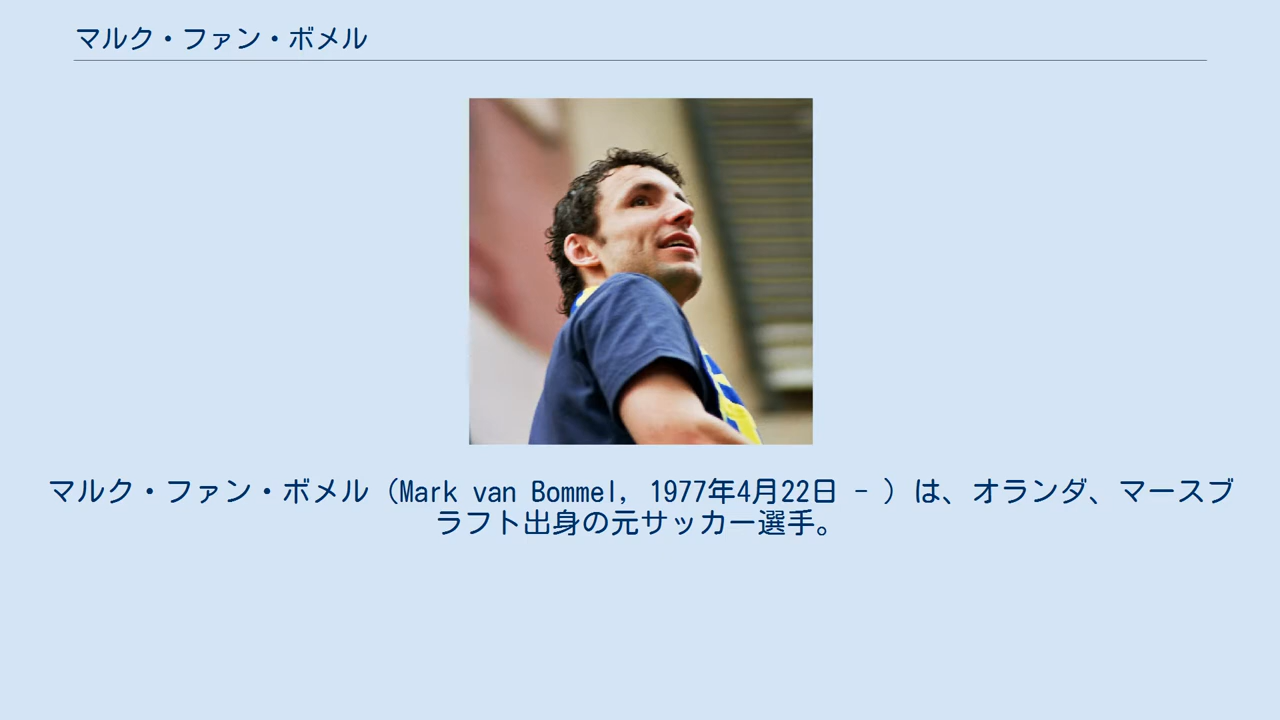 マルク・ファン・ボメル
マルク・ファン・ボメル（Mark van Bommel, 1977年4月22日 - ）は、オランダ、マースブ
ラフト出身の元サッカー選手。